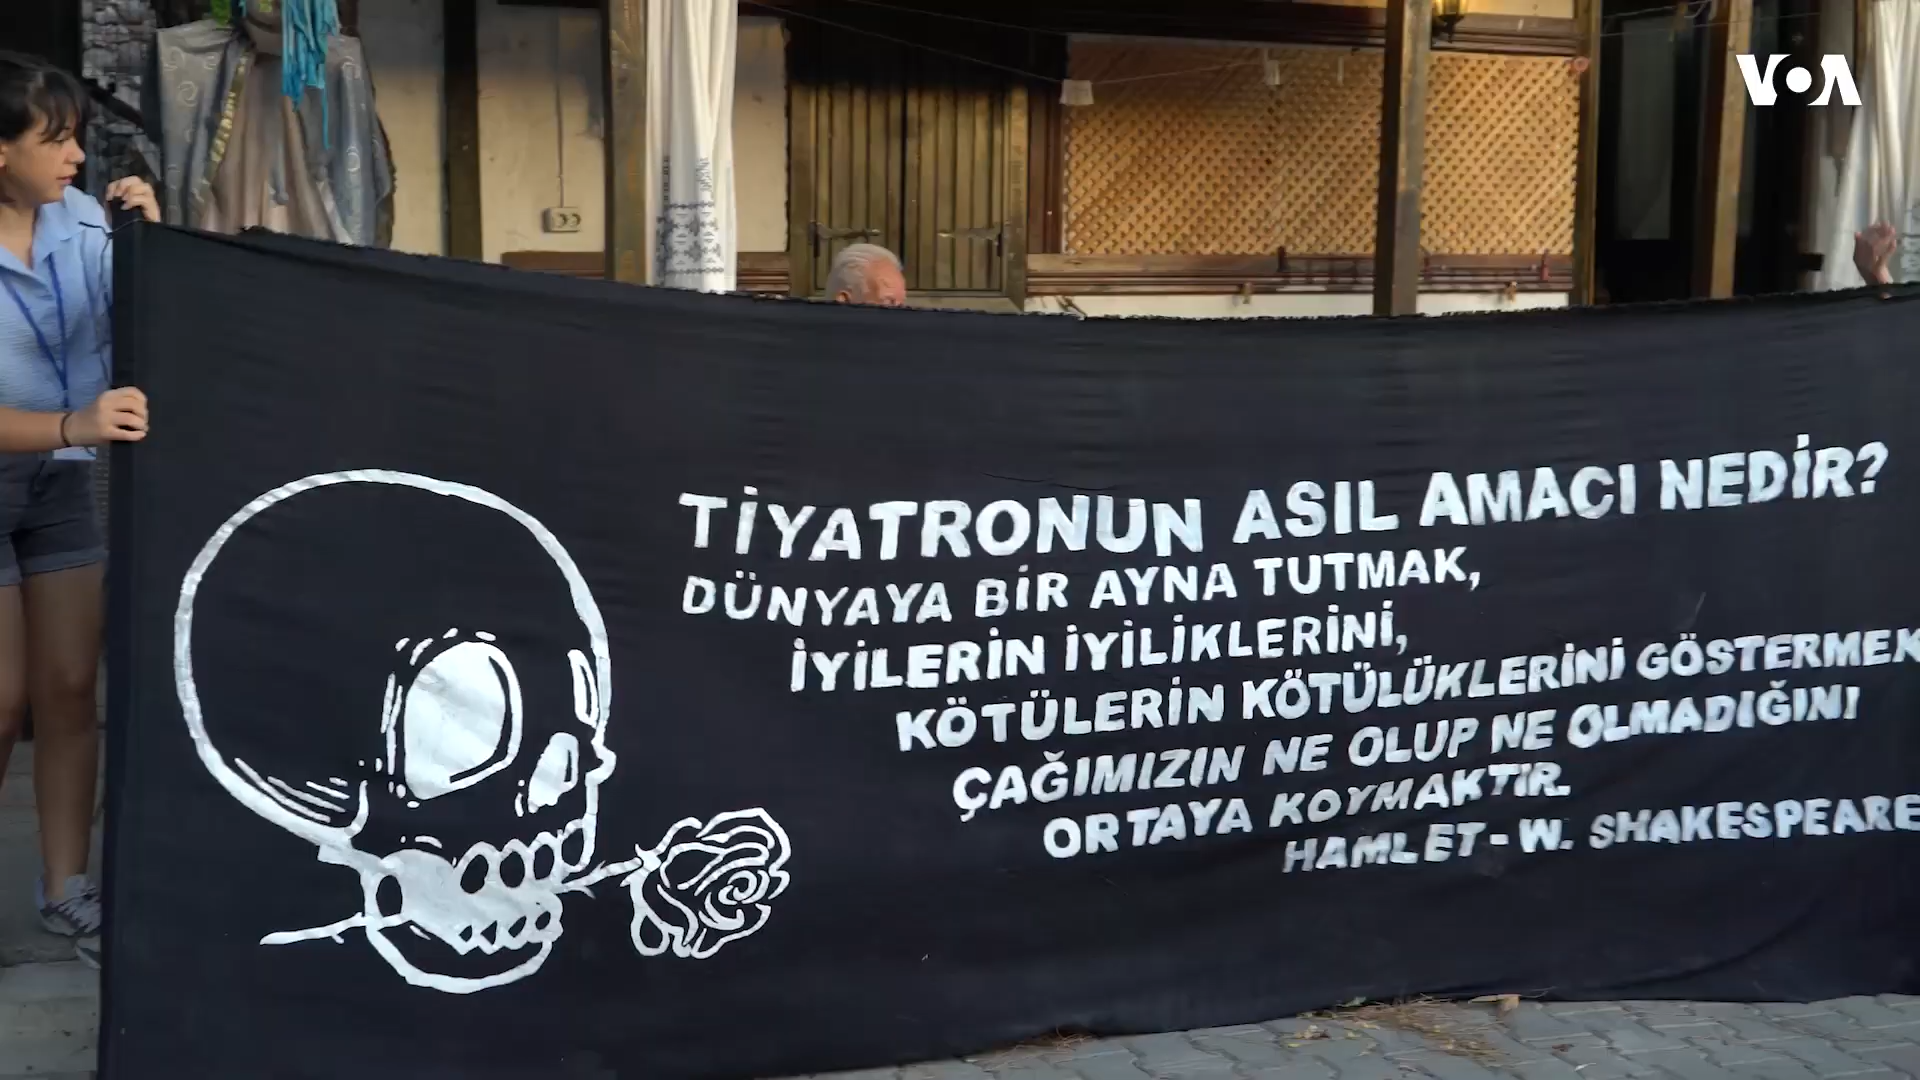 VOA
TİYATRONUN ASIL AMACI NEDİR?
DÜNYAYA BİR AYNA TUTMAK,
İYİLERİN İYİLİKLERİNİ,
KÖTÜLERİN KÖTÜLÜKLERİNİ GÖSTERMEK
ÇAĞIMIZIN NE OLUP NE OLMADIĞINI
ORTAYA KOYMAKTIR.
HAMLET - W. SHAKESPEARE